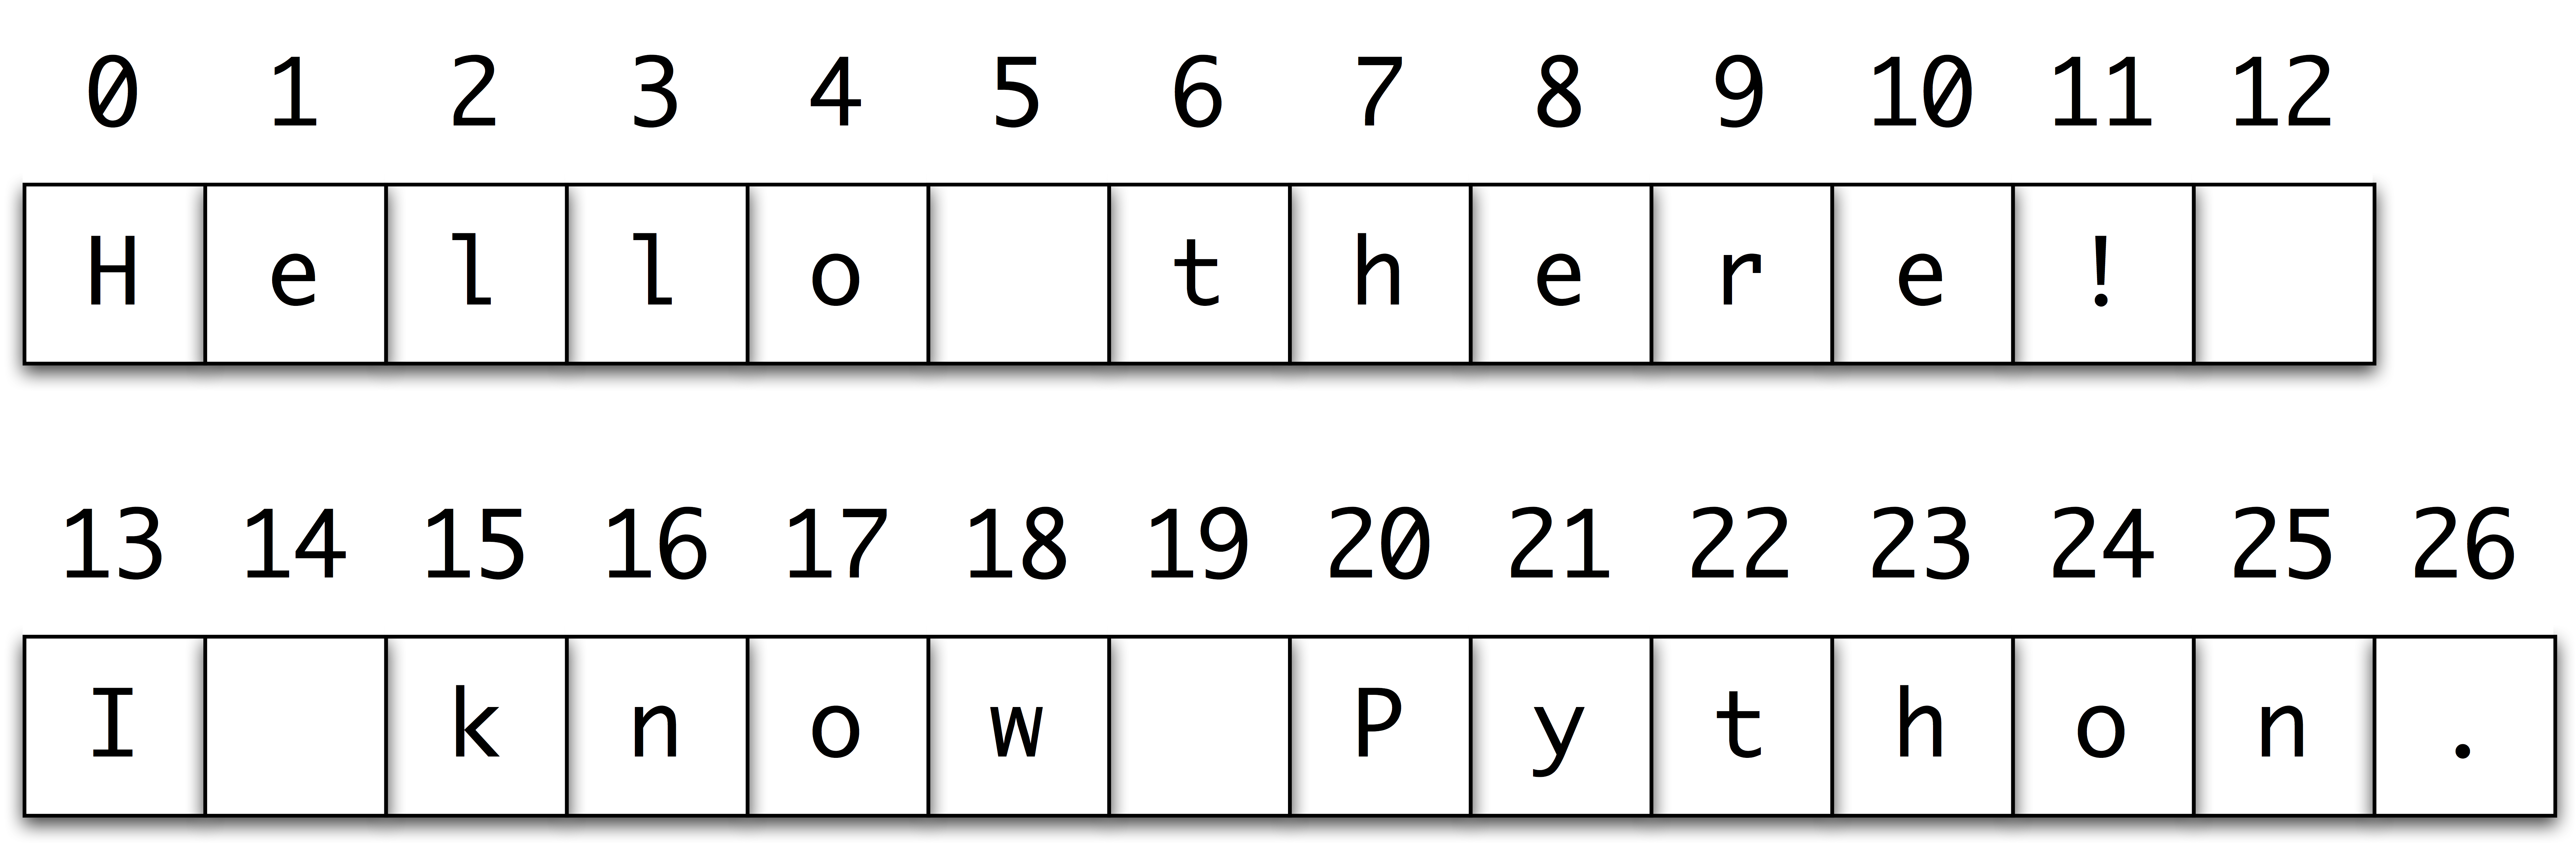 0 1 2 3 4 5 6 7 8 9 10 11 12
H e l l o t h e r e !
13 14 15 16 17 18 19 20 21 22 23 24 25 26
I k n o w P y t h o n .